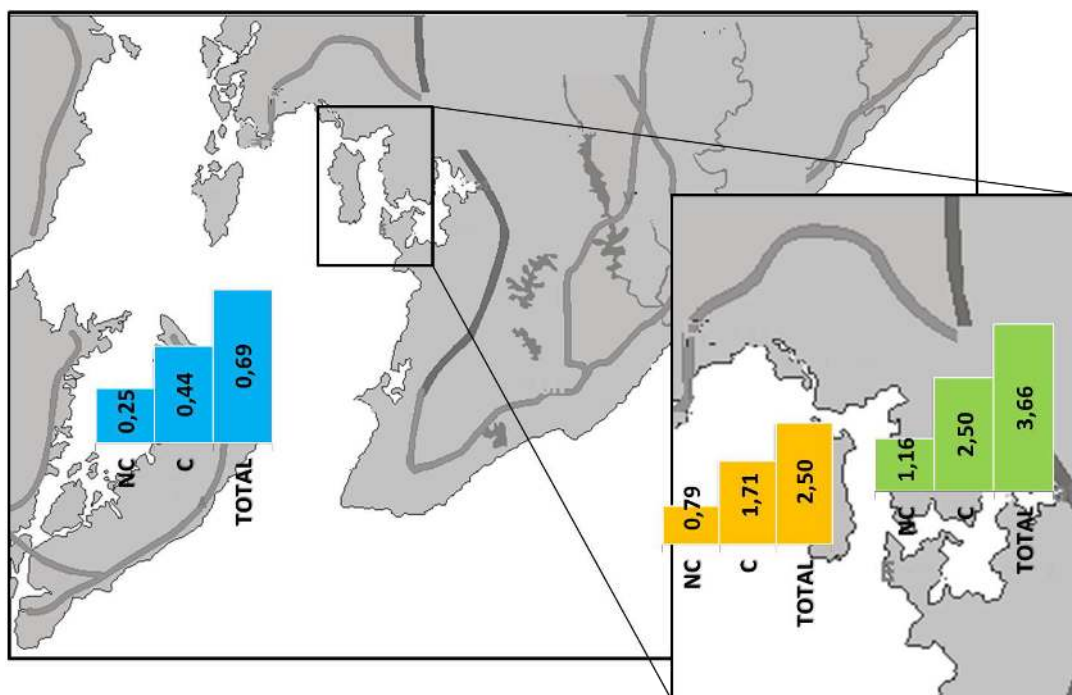 0,25
0,44
0,69
NC
C
TOTAL
0,79
1,71
2,50
NC
C
TOTAL
1,16
2,50
3,66
NC
C
TOTAL